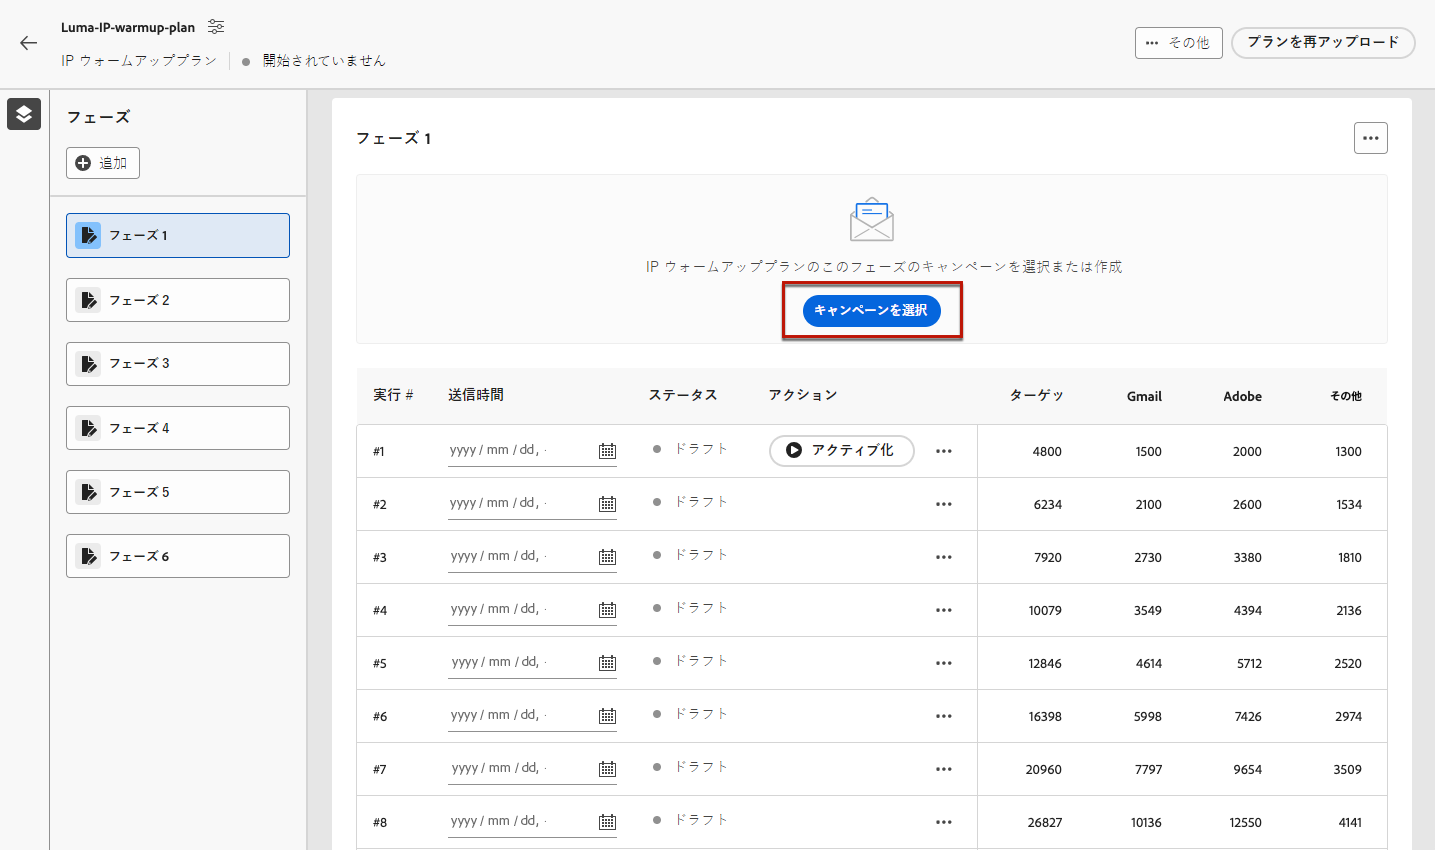 Luma-IP-warmup-plan
IP ウォームアッププラン 開始されていません
その他 プランを再アップロード
フェーズ
追加
フェーズ 1
フェーズ 2
フェーズ 3
フェーズ 4
フェーズ 5
フェーズ 6
フェーズ 1
IP ウォームアッププランのこのフェーズのキャンペーンを選択または作成
キャンペーンを選択
実行 # 送信時間 ステータス アクション ターゲッ Gmail Adobe その他
#1 yyyy / mm / dd, ドラフト アクティブ化 4800 1500 2000 1300
#2 yyyy / mm / dd, ドラフト 6234 2100 2600 1534
#3 yyyy / mm / dd, ドラフト 7920 2730 3380 1810
#4 yyyy / mm / dd, ドラフト 10079 3549 4394 2136
#5 yyyy / mm / dd, ドラフト 12846 4614 5712 2520
#6 yyyy / mm / dd, ドラフト 16398 5998 7426 2974
#7 yyyy / mm / dd, ドラフト 20960 7797 9654 3509
#8 yyyy / mm / dd, ドラフト 26827 10136 12550 4141